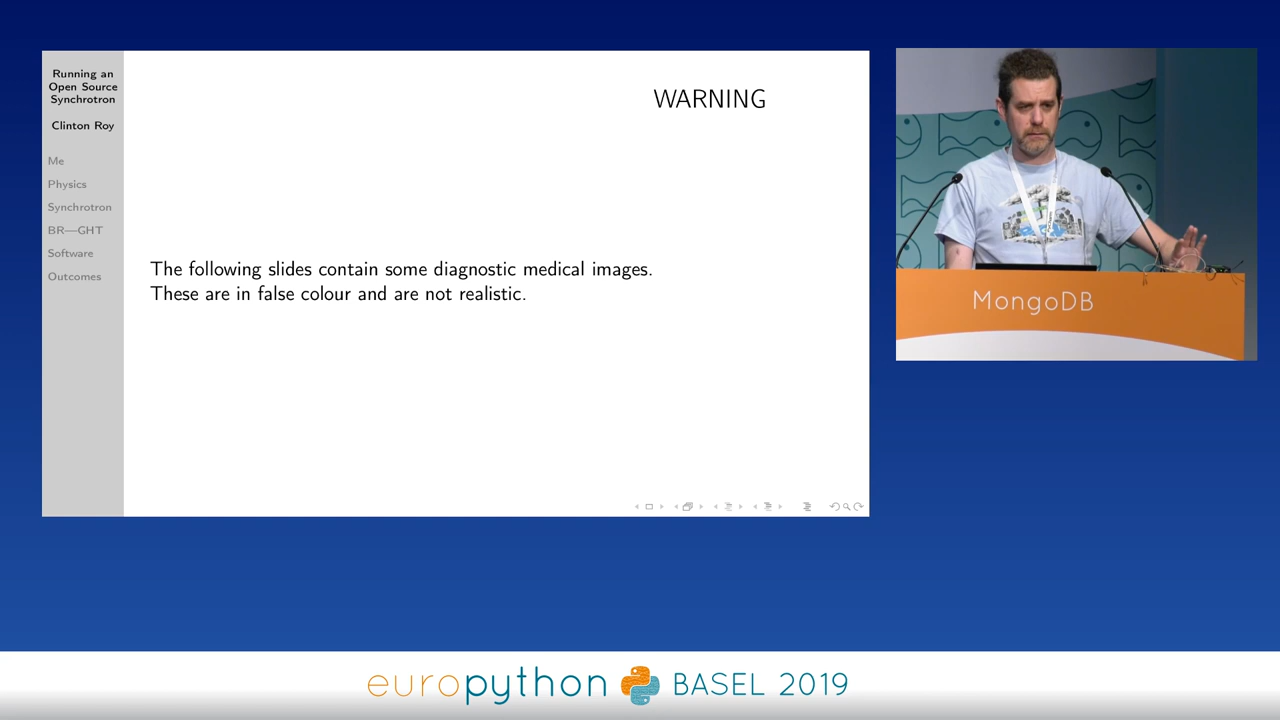 Running an
Open Source
Synchrotron
Clinton Roy
Me
Physics
Synchrotron
BR—GHT
Software
Outcomes
WARNING
The following slides contain some diagnostic medical images.
These are in false colour and are not realistic.
MongoDB
europython BASEL 2019